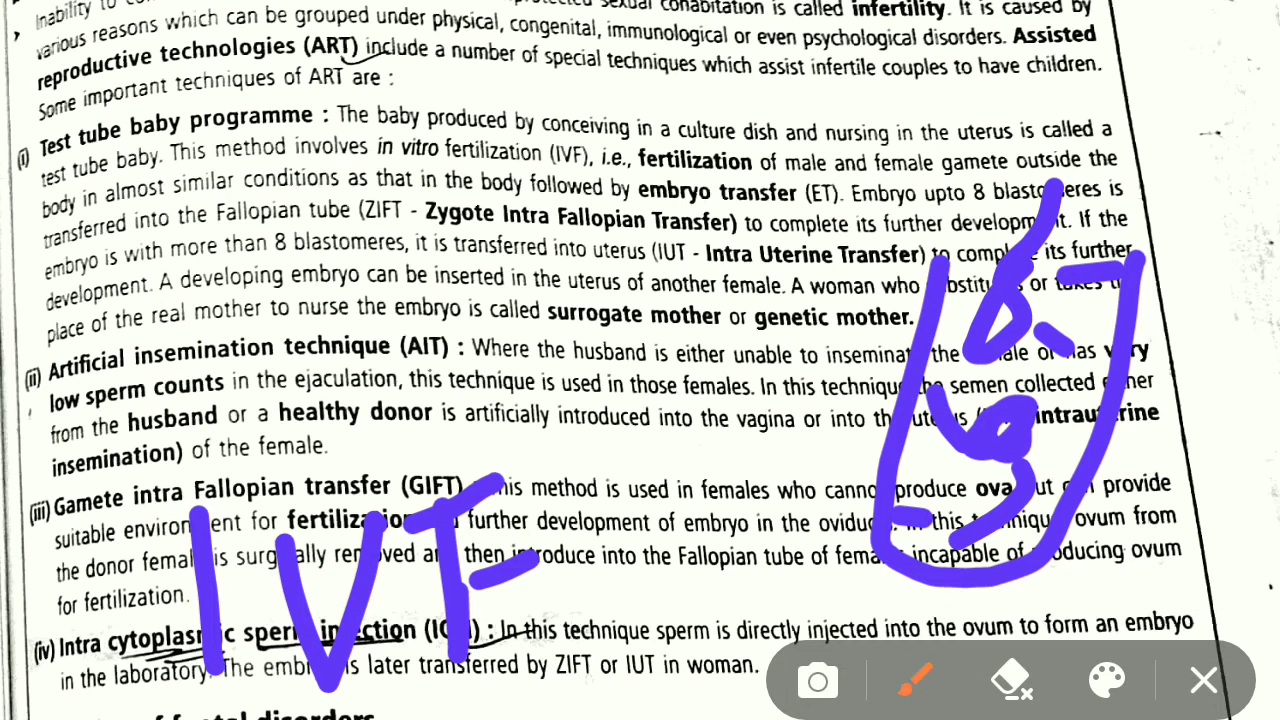 Inability to sexual cohabitation is called infertility. It is caused by
various reasons which can be grouped under physical, congenital, immunological or even psychological disorders. Assisted
reproductive technologies (ART) include a number of special techniques which assist infertile couples to have children.
Some important techniques of ART are :
(i) Test tube baby programme : The baby produced by conceiving in a culture dish and nursing in the uterus is called a
test tube baby. This method involves in vitro fertilization (IVF), i.e., fertilization of male and female gamete outside the
body in almost similar conditions as that in the body followed by embryo transfer (ET). Embryo upto 8 blastomeres is
transferred into the Fallopian tube (ZIFT - Zygote Intra Fallopian Transfer) to complete its further development. If the
embryo is with more than 8 blastomeres, it is transferred into uterus (IUT - Intra Uterine Transfer) to complete its further
development. A developing embryo can be inserted in the uterus of another female. A woman who substitutes or takes the
place of the real mother to nurse the embryo is called surrogate mother or genetic mother.
(ii) Artificial insemination technique (AIT) : Where the husband is either unable to inseminate the female or has very
low sperm counts in the ejaculation, this technique is used in those females. In this technique the semen collected either
from the husband or a healthy donor is artificially introduced into the vagina or into the uterus intrauterine
insemination) of the female.
(iii) Gamete intra Fallopian transfer (GIFT) This method is used in females who cannot produce ova but can provide
suitable environment for fertilization and further development of embryo in the oviduct. In this technique ovum from
the donor female is surgically removed and then introduce into the Fallopian tube of female incapable of producing ovum
for fertilization.
IVF
(iv) Intra cytoplasmic sperm injection (ICSI) : In this technique sperm is directly injected into the ovum to form an embryo
in the laboratory. The embryo is later transferred by ZIFT or IUT in woman.
of foetal disorders